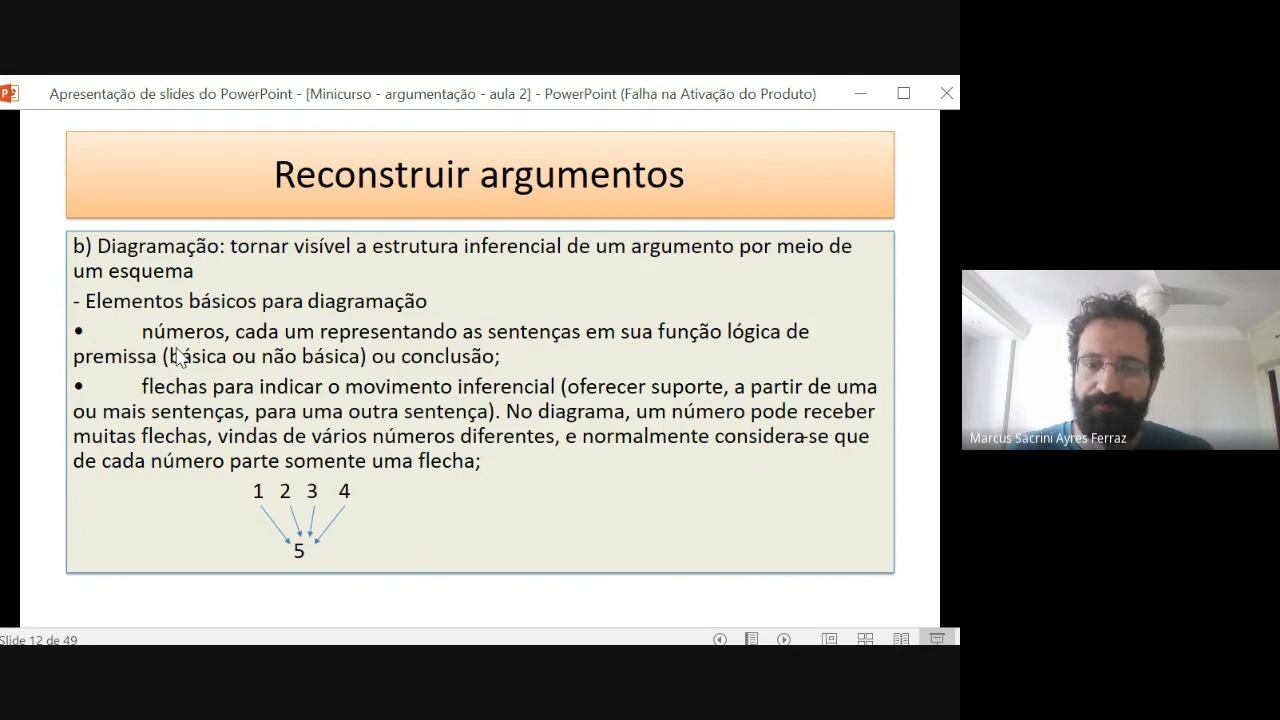 Apresentação de slides do PowerPoint - [Minicurso - argumentação - aula 2] - PowerPoint (Falha na Ativação do Produto)
Reconstruir argumentos
b) Diagramação: tornar visível a estrutura inferencial de um argumento por meio de
um esquema
- Elementos básicos para diagramação
• números, cada um representando as sentenças em sua função lógica de
premissa (básica ou não básica) ou conclusão;
• flechas para indicar o movimento inferencial (oferecer suporte, a partir de uma
ou mais sentenças, para uma outra sentença). No diagrama, um número pode receber
muitas flechas, vindas de vários números diferentes, e normalmente considera-se que
de cada número parte somente uma flecha;
1 2 3 4
5
Marcus Sacrini Ayres Ferraz
Slide 12 de 49